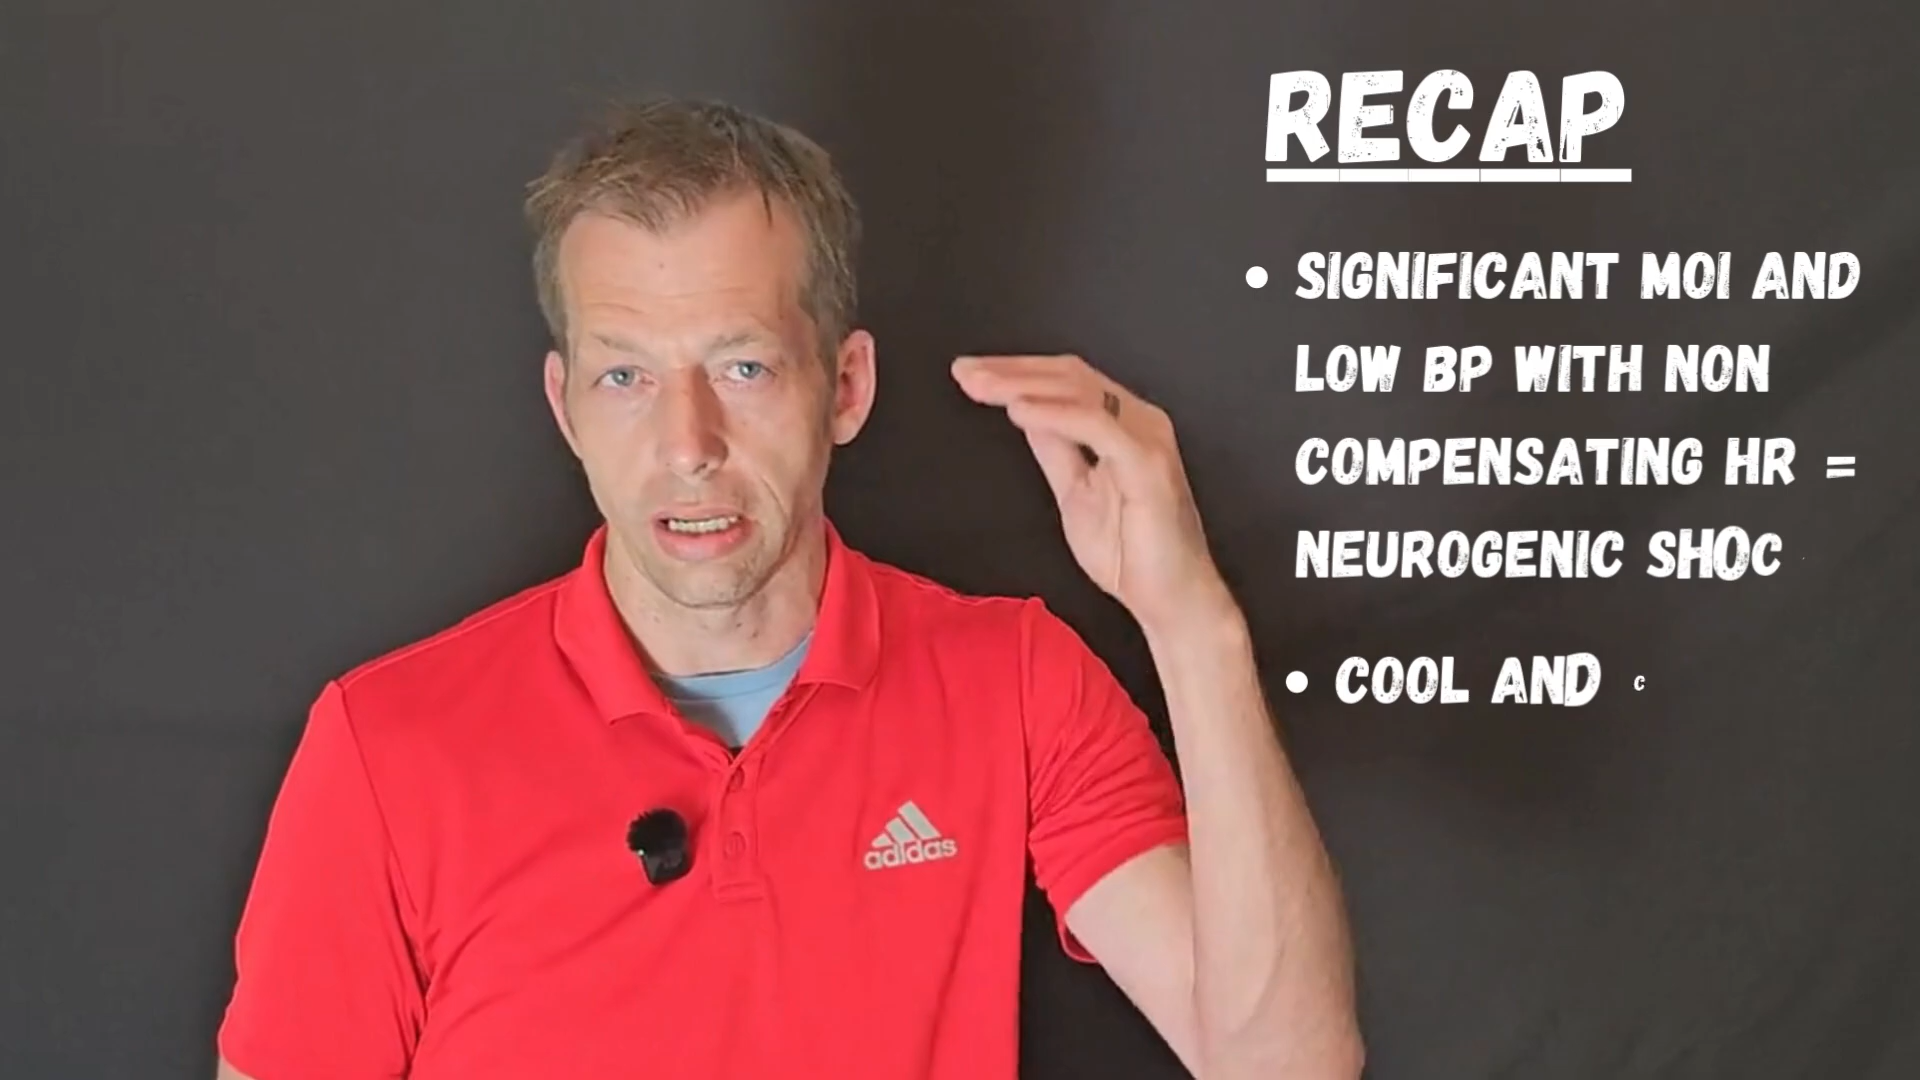 RECAP
• SIGNIFICANT MOI AND
LOW BP WITH NON
COMPENSATING HR =
NEUROGENIC SHOC
• COOL AND C
adidas